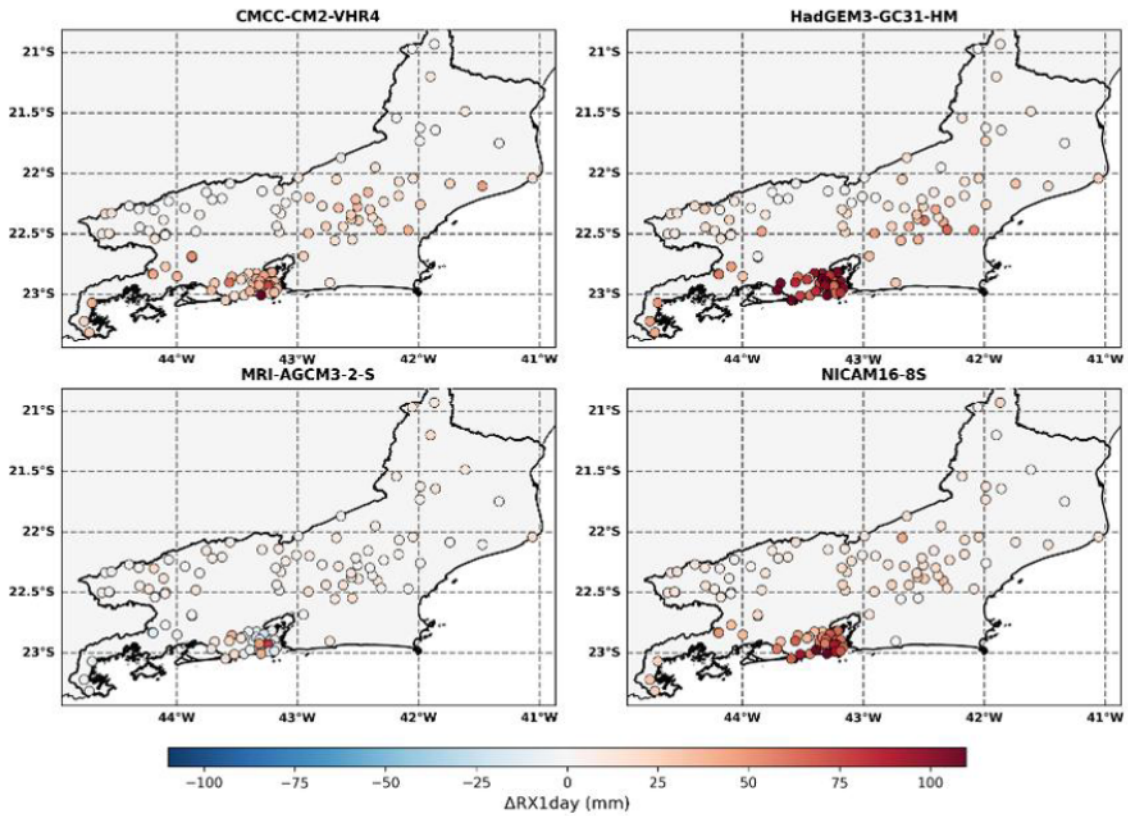 CMCC-CM2-VHR4
HadGEM3-GC31-HM
21°S
21.5°S
22°S
22.5°S
23°S
44°W
43°W
42°W
41°W
21°S
21.5°S
22°S
22.5°S
23°S
44°W
43°W
42°W
41°W
MRI-AGCM3-2-S
NICAM16-8S
21°S
21.5°S
22°S
22.5°S
23°S
44°W
43°W
42°W
41°W
21°S
21.5°S
22°S
22.5°S
23°S
44°W
43°W
42°W
41°W
−100
−75
−50
−25
0
25
50
75
100
ΔRX1day (mm)